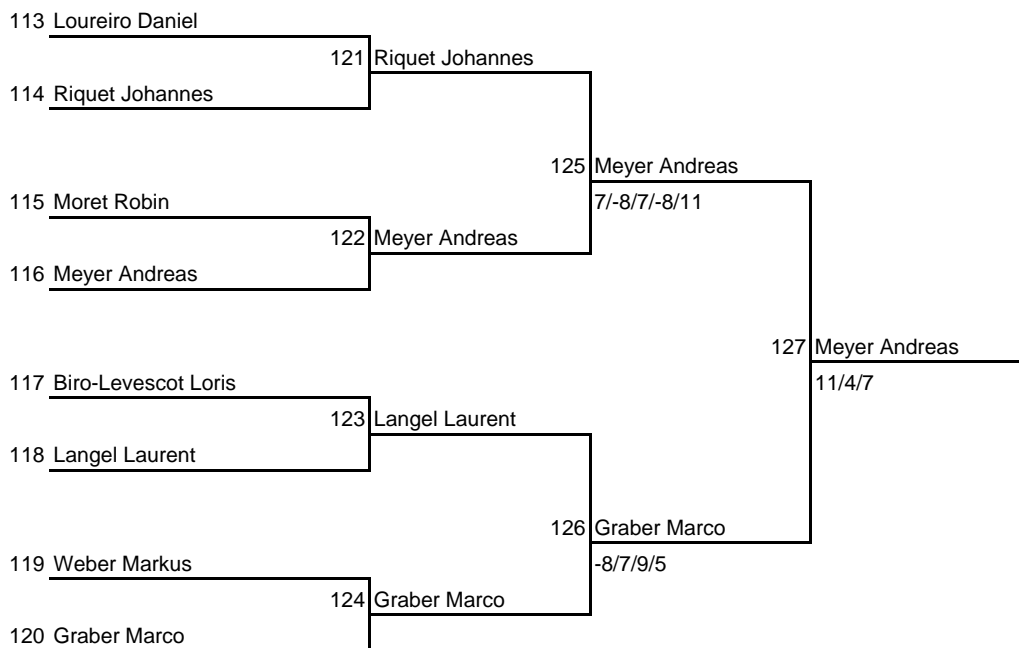 113 Loureiro Daniel
121 Riquet Johannes
114 Riquet Johannes
125 Meyer Andreas
7/-8/7/-8/11
115 Moret Robin
122 Meyer Andreas
116 Meyer Andreas
127 Meyer Andreas
11/4/7
117 Biro-Levescot Loris
123 Langel Laurent
118 Langel Laurent
126 Graber Marco
-8/7/9/5
119 Weber Markus
124 Graber Marco
120 Graber Marco